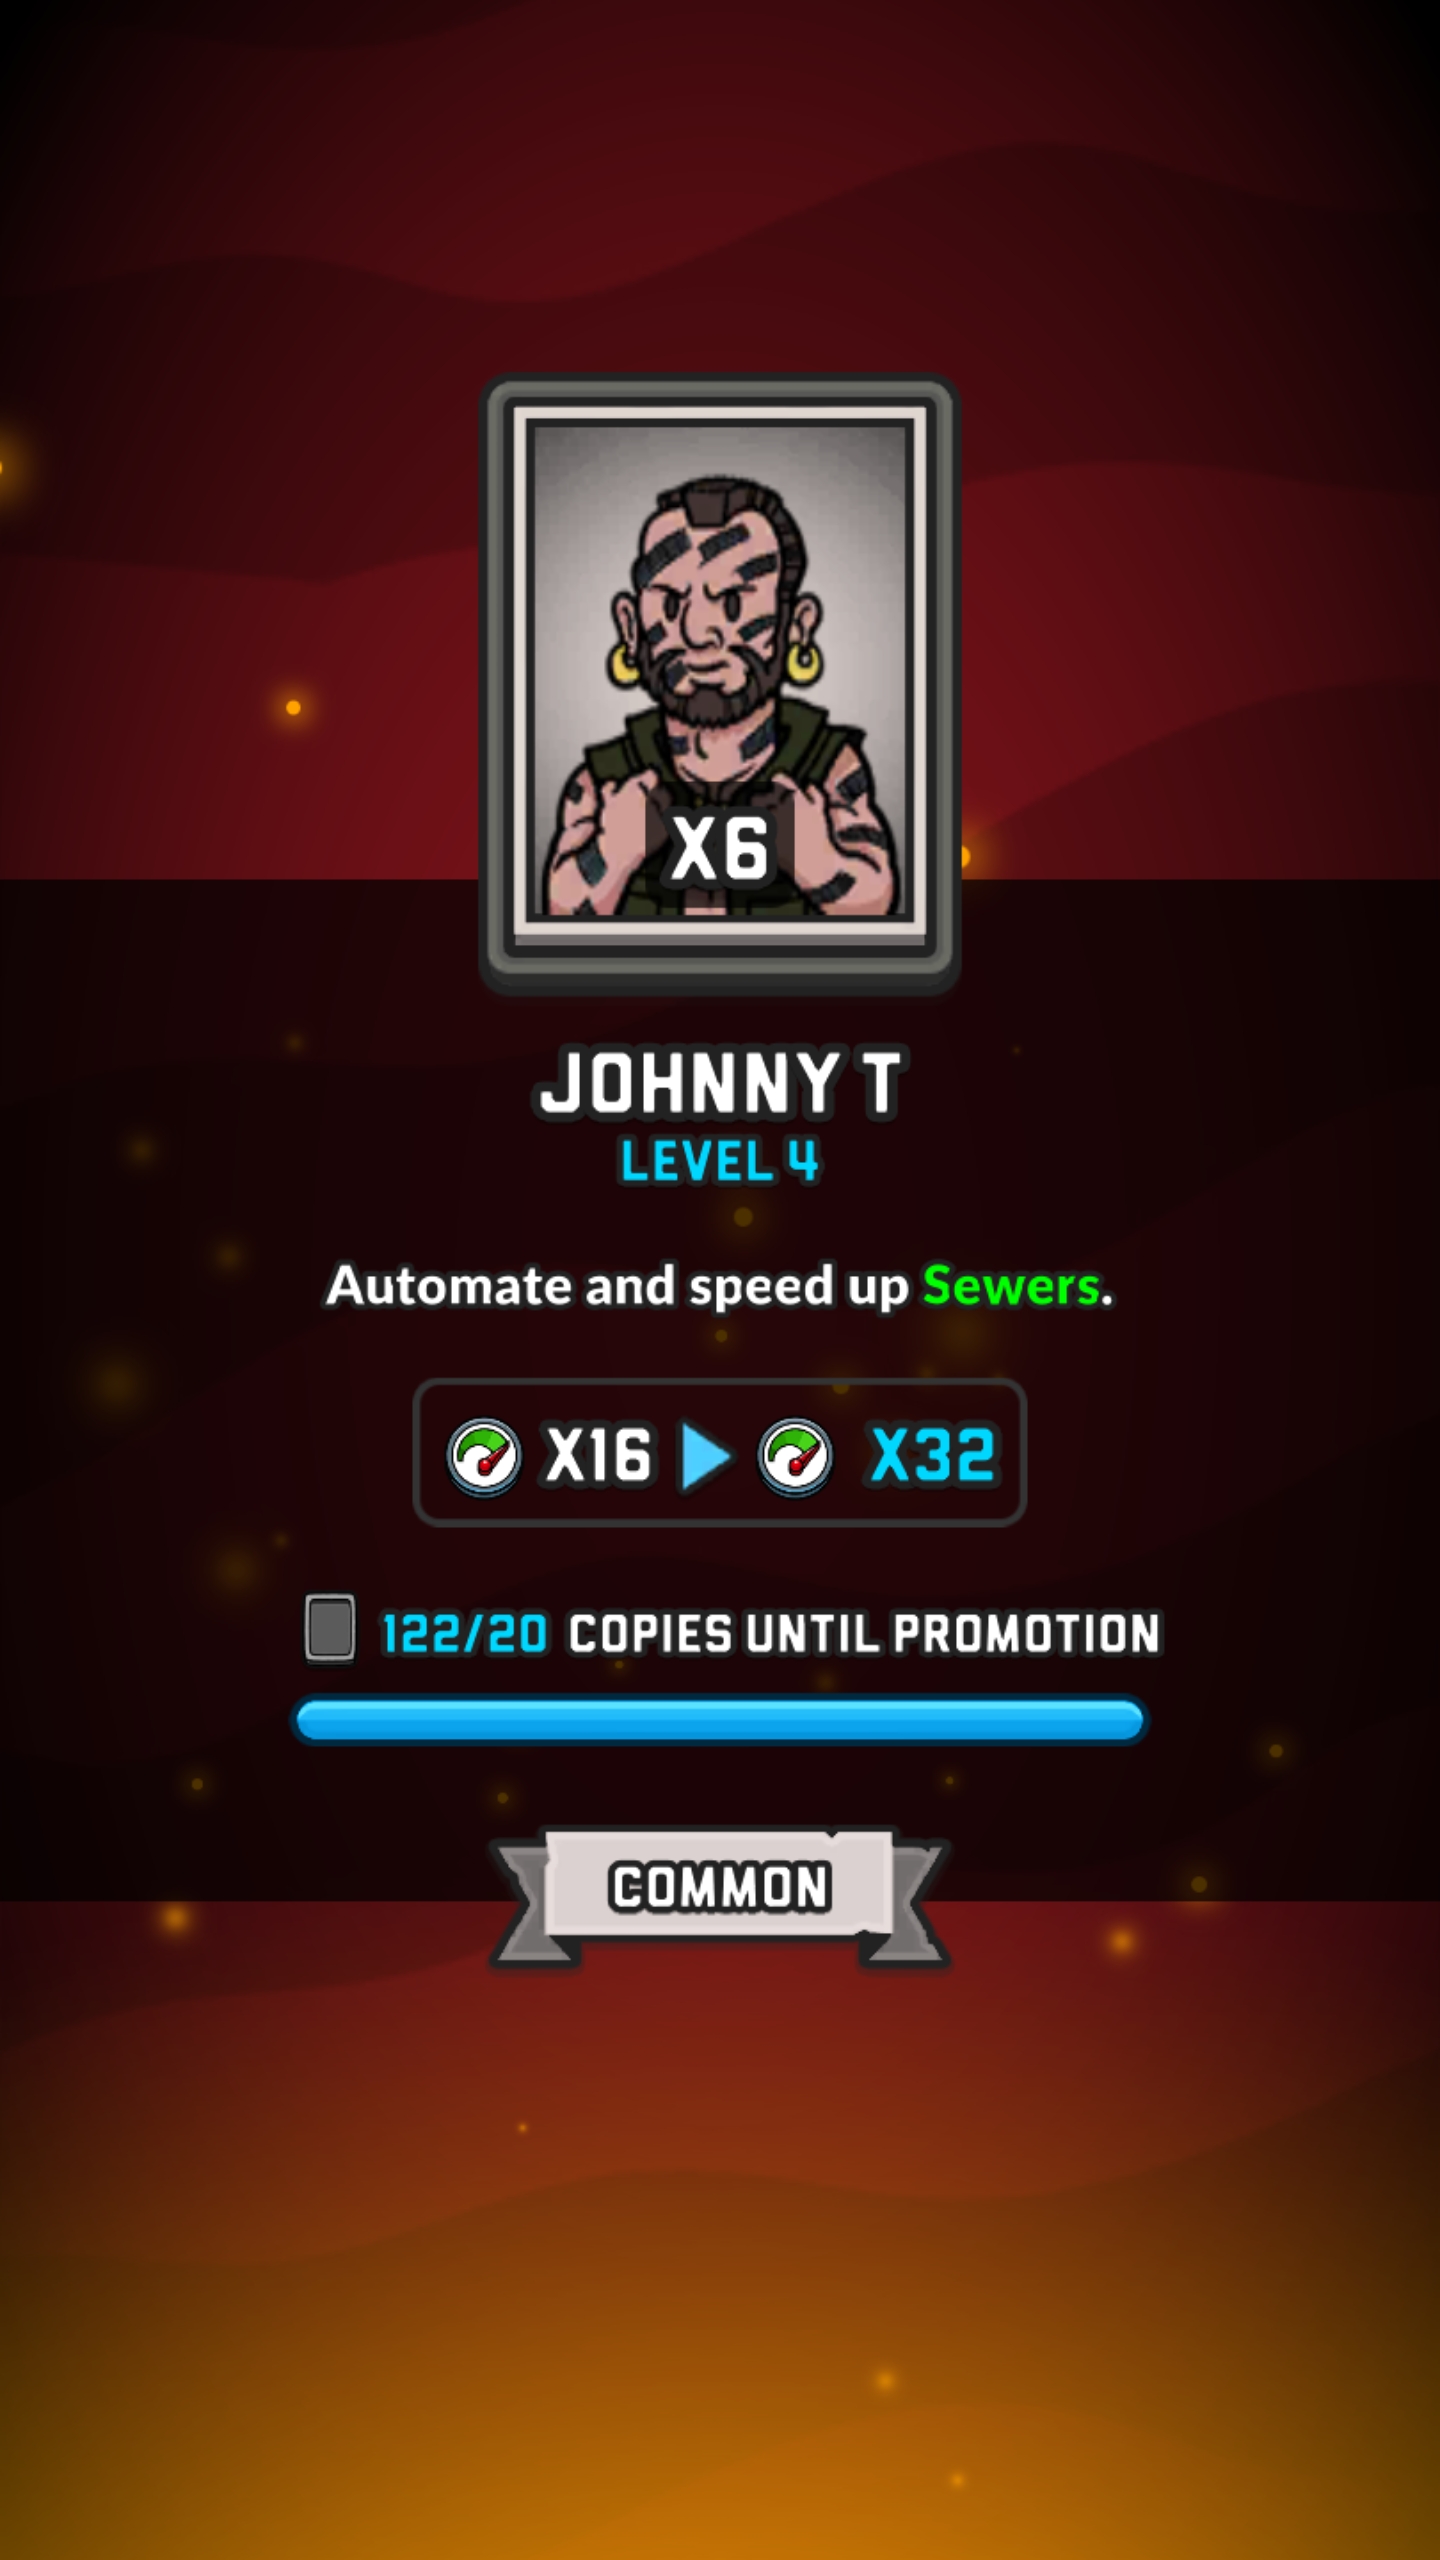 X6
JOHNNY T
LEVEL 4
Automate and speed up Sewers.
X16 X32
122/20 COPIES UNTIL PROMOTION
COMMON